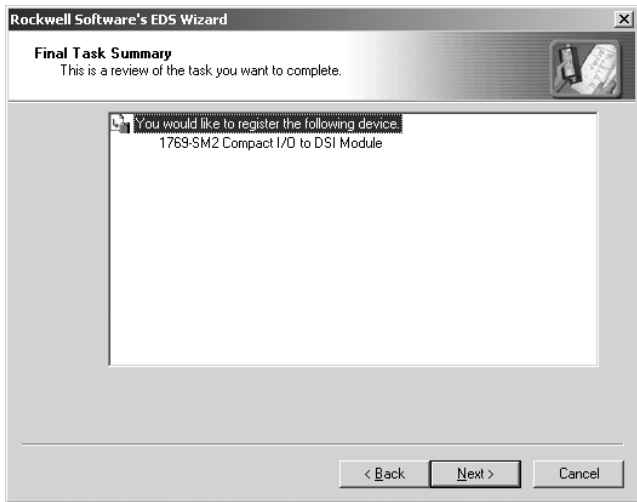 Rockwell Software's EDS Wizard
Final Task Summary
This is a review of the task you want to complete.
You would like to register the following device.
1769-SM2 Compact I/O to DSI Module
< Back
Next >
Cancel